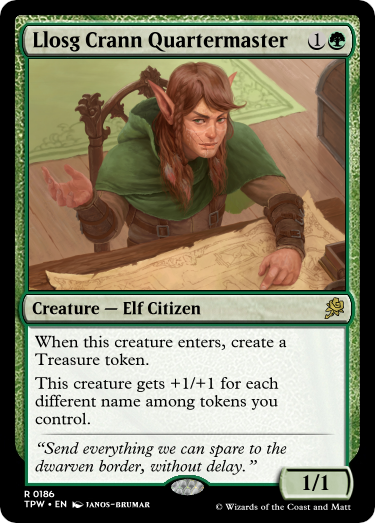 Llosg Crann Quartermaster 1
Creature — Elf Citizen
When this creature enters, create a
Treasure token.
This creature gets +1/+1 for each
different name among tokens you
control.
“Send everything we can spare to the
dwarven border, without delay.”
1/1
R 0186
TPW • EN JANOS-BRUMAR
© Wizards of the Coast and Matt